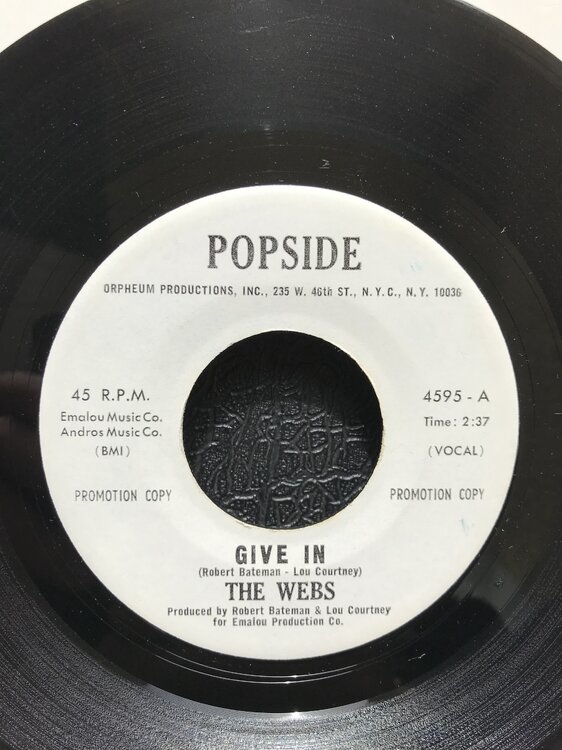 POPSIDE
ORPHEUM PRODUCTIONS, INC., 235 W. 46th ST., N.Y.C., N.Y. 10036
45 R.P.M.
Emalou Music Co.
Andros Music Co.
(BMI)
4595 - A
Time: 2:37
(VOCAL)
PROMOTION COPY
PROMOTION COPY
GIVE IN
(Robert Bateman - Lou Courtney)
THE WEBS
Produced by Robert Bateman & Lou Courtney
for Emalou Production Co.